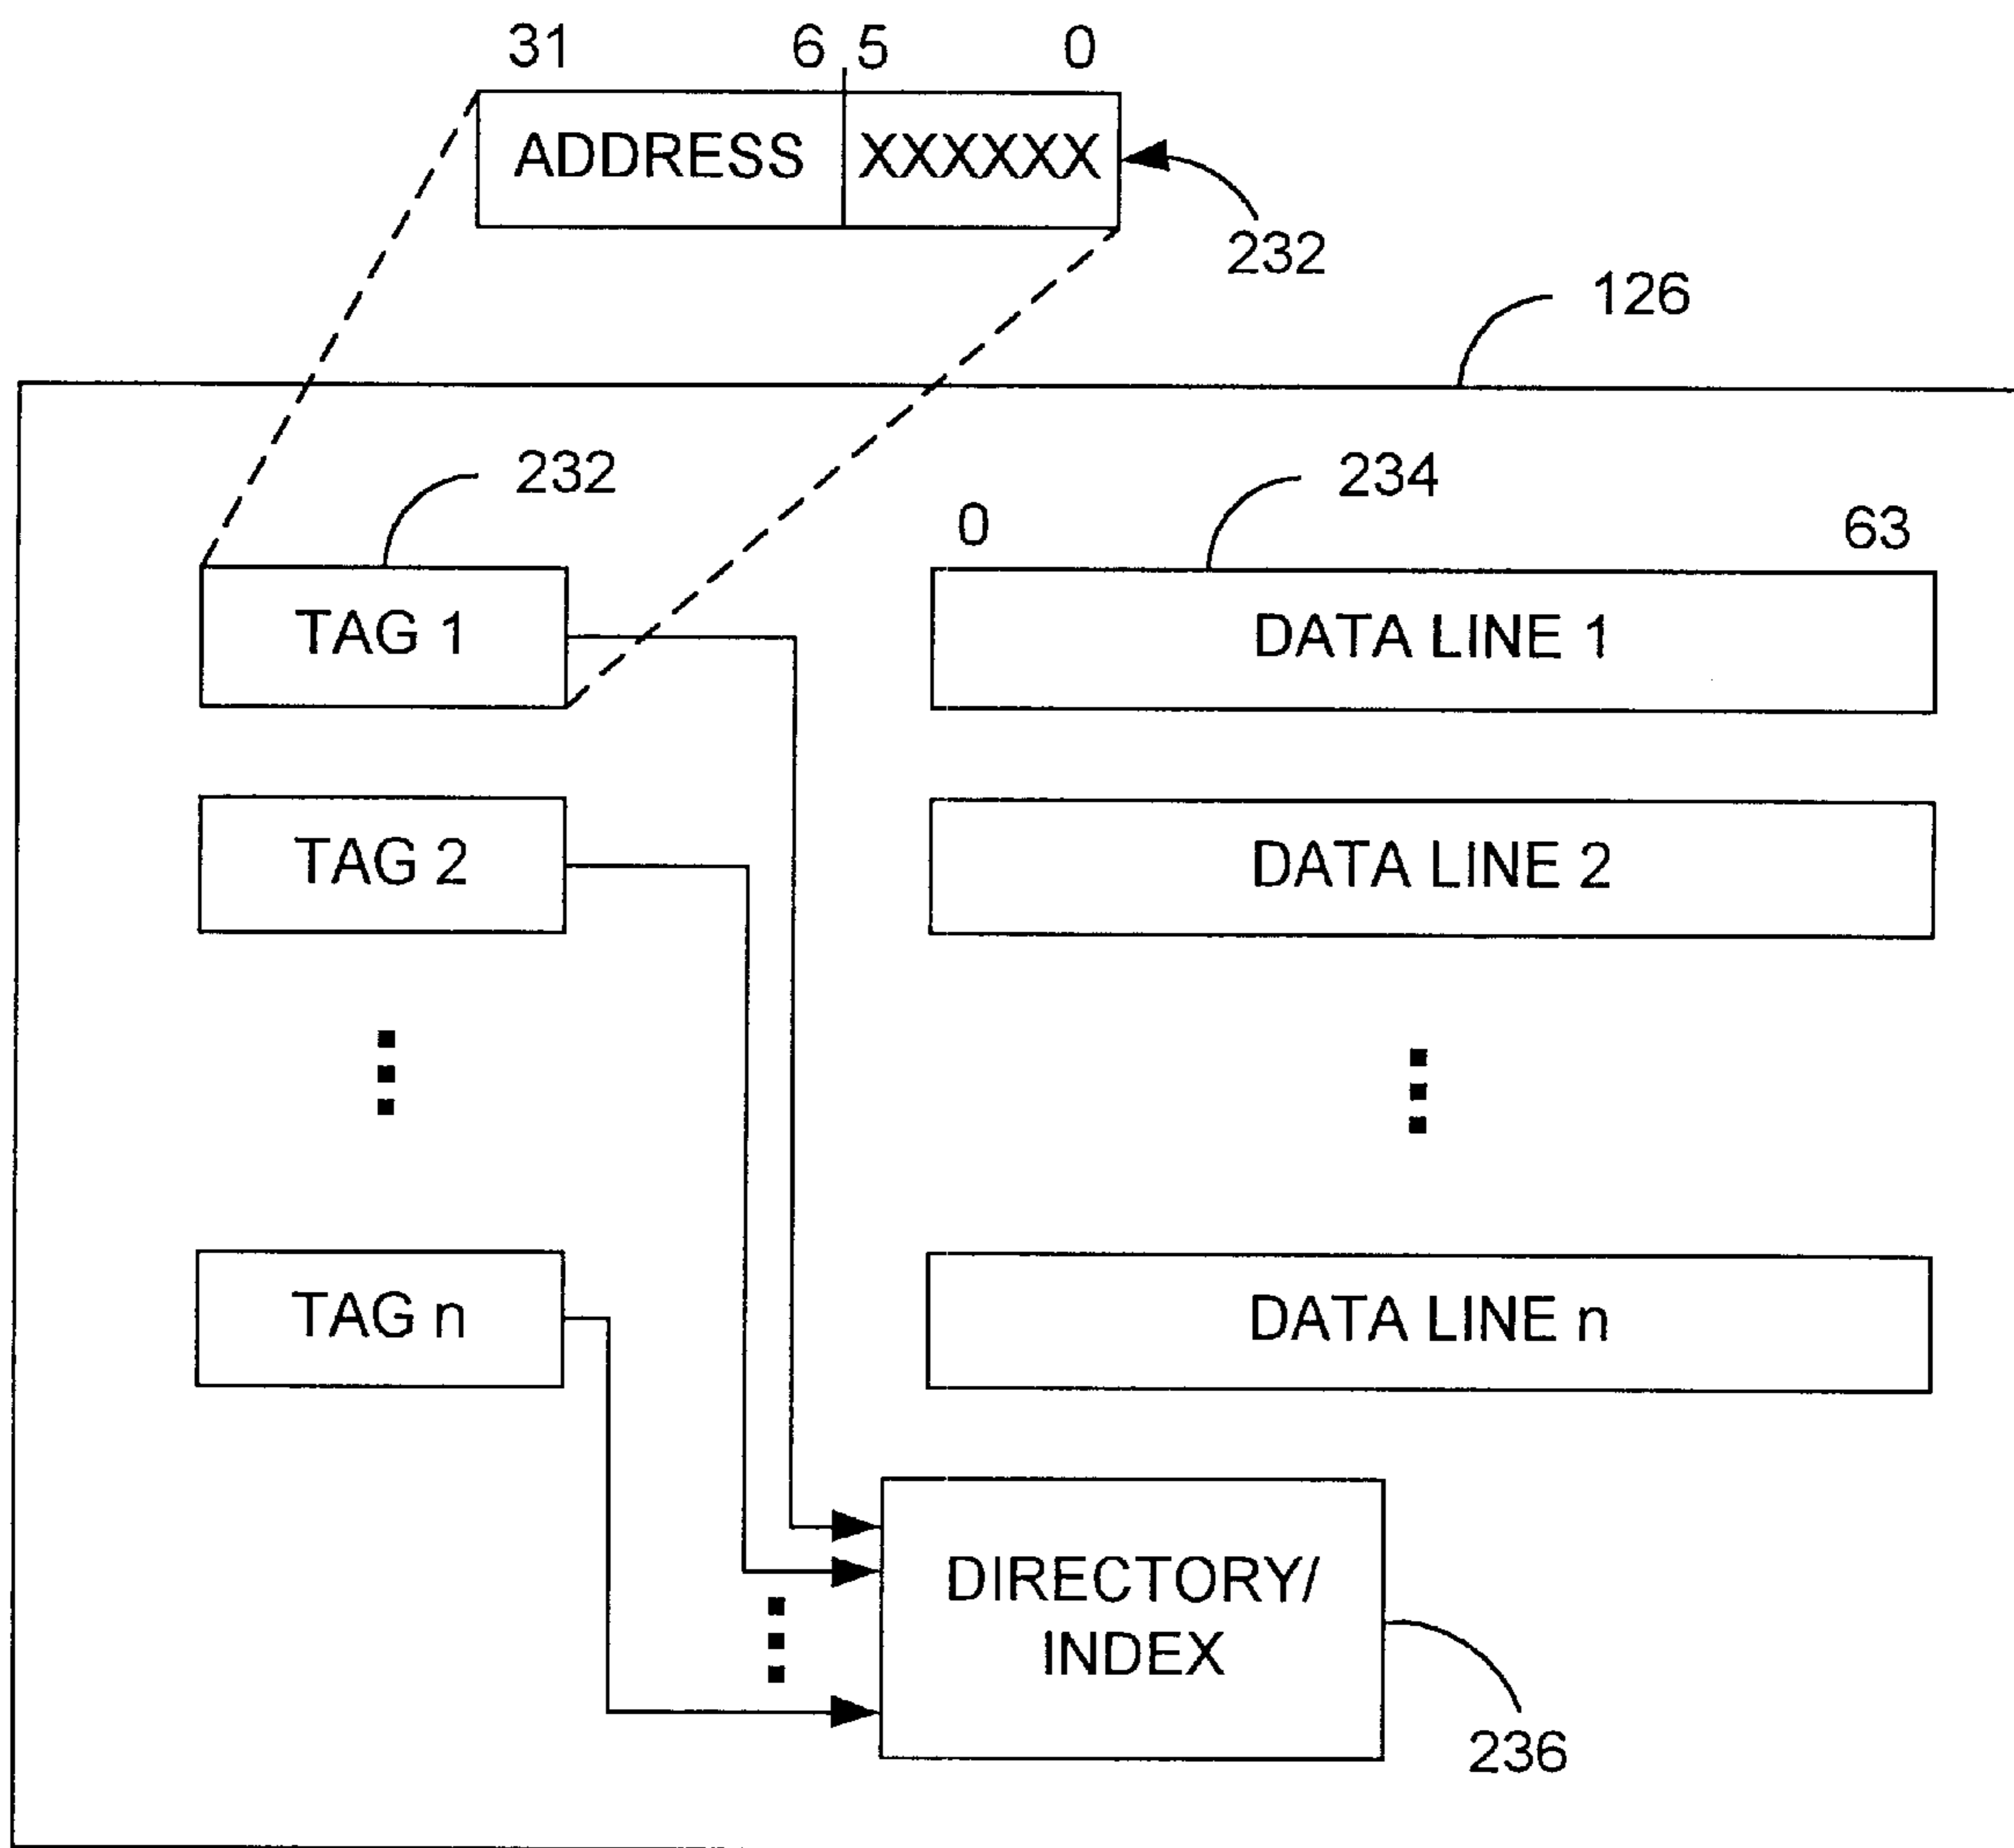 31 6 5 0
ADDRESS XXXXXX
232
126
232 234
0 63
TAG 1 DATA LINE 1
TAG 2 DATA LINE 2
TAG n DATA LINE n
DIRECTORY/
INDEX
236